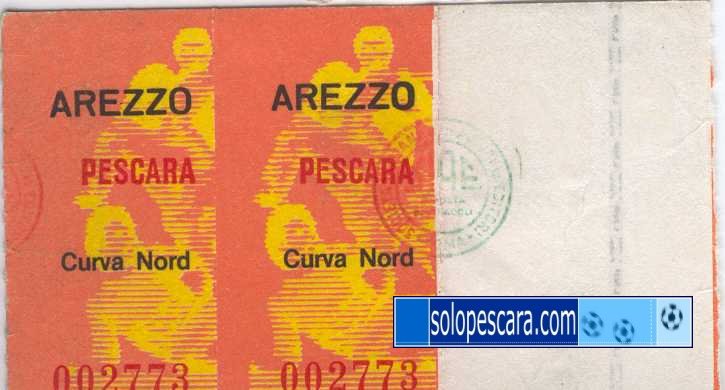 AREZZO AREZZO
PESCARA PESCARA
Curva Nord Curva Nord
solopescara.com
002773 002773